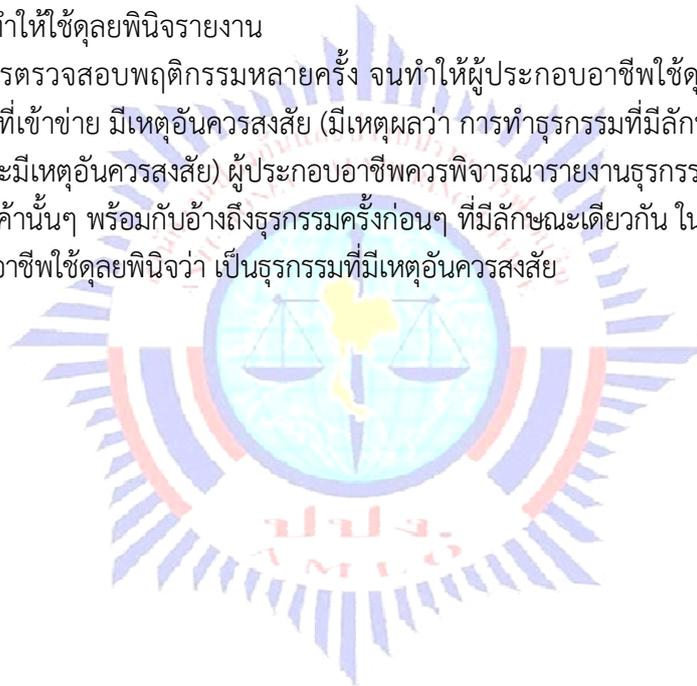 ทำให้ใช้ดุลยพินิจรายงาน
รตรวจสอบพฤติกรรมหลายครั้ง จนทำให้ผู้ประกอบอาชีพใช้ดุ
ที่เข้าข่าย มีเหตุอันควรสงสัย (มีเหตุผลว่า การทำธุรกรรมที่มีลัก
ะมีเหตุอันควรสงสัย) ผู้ประกอบอาชีพควรพิจารณารายงานธุรกรร
ค้านั้นๆ พร้อมกับอ้างถึงธุรกรรมครั้งก่อนๆ ที่มีลักษณะเดียวกัน ใน
อาชีพใช้ดุลยพินิจว่า เป็นธุรกรรมที่มีเหตุอันควรสงสัย
ปปง.
AMLO